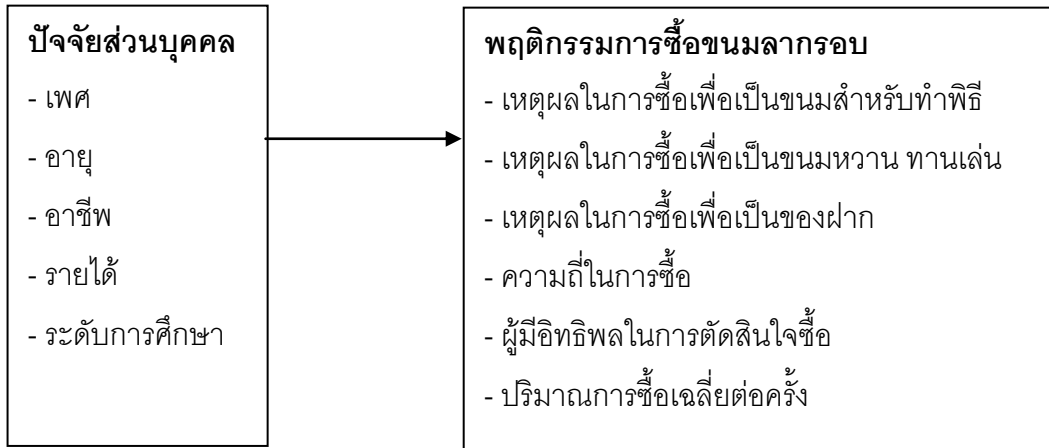 ปัจจัยส่วนบุคคล
- เพศ
- อายุ
- อาชีพ
- รายได้
- ระดับการศึกษา
พฤติกรรมการซื้อขนมลากรอบ
- เหตุผลในการซื้อเพื่อเป็นขนมสำหรับทำพิธี
- เหตุผลในการซื้อเพื่อเป็นขนมหวาน ทานเล่น
- เหตุผลในการซื้อเพื่อเป็นของฝาก
- ความถี่ในการซื้อ
- ผู้มีอิทธิพลในการตัดสินใจซื้อ
- ปริมาณการซื้อเฉลี่ยต่อครั้ง